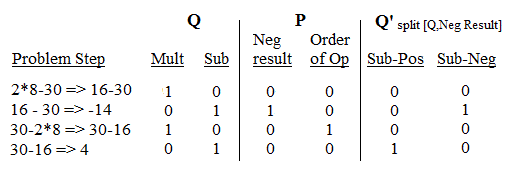 Q P Q' split [Q,Neg Result]
Neg Order
Problem Step Mult Sub result of Op Sub-Pos Sub-Neg
2*8-30 => 16-30 1 0 0 0 0 0
16 - 30 => -14 0 1 1 0 0 1
30-2*8 => 30-16 1 0 0 1 0 0
30-16 => 4 0 1 0 0 1 0